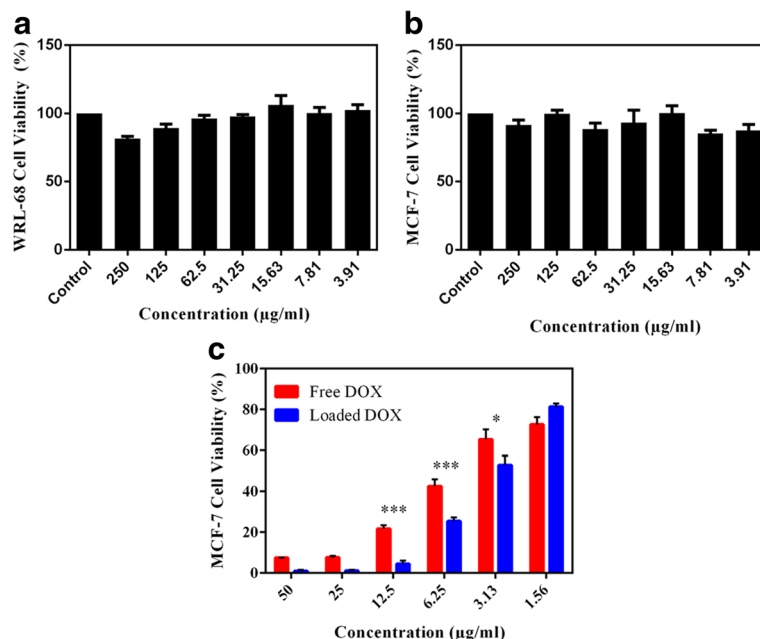 a
WRL-68 Cell Viability (%)
150
100
50
0
Control
250
125
62.5
31.25
15.63
7.81
3.91
Concentration (µg/ml)
b
MCF-7 Cell Viability (%)
150
100
50
0
Control
250
125
62.5
31.25
15.63
7.81
3.91
Concentration (µg/ml)
c
MCF-7 Cell Viability (%)
100
80
60
40
20
0
Free DOX
Loaded DOX
***
***
*
50
25
12.5
6.25
3.13
1.56
Concentration (µg/ml)